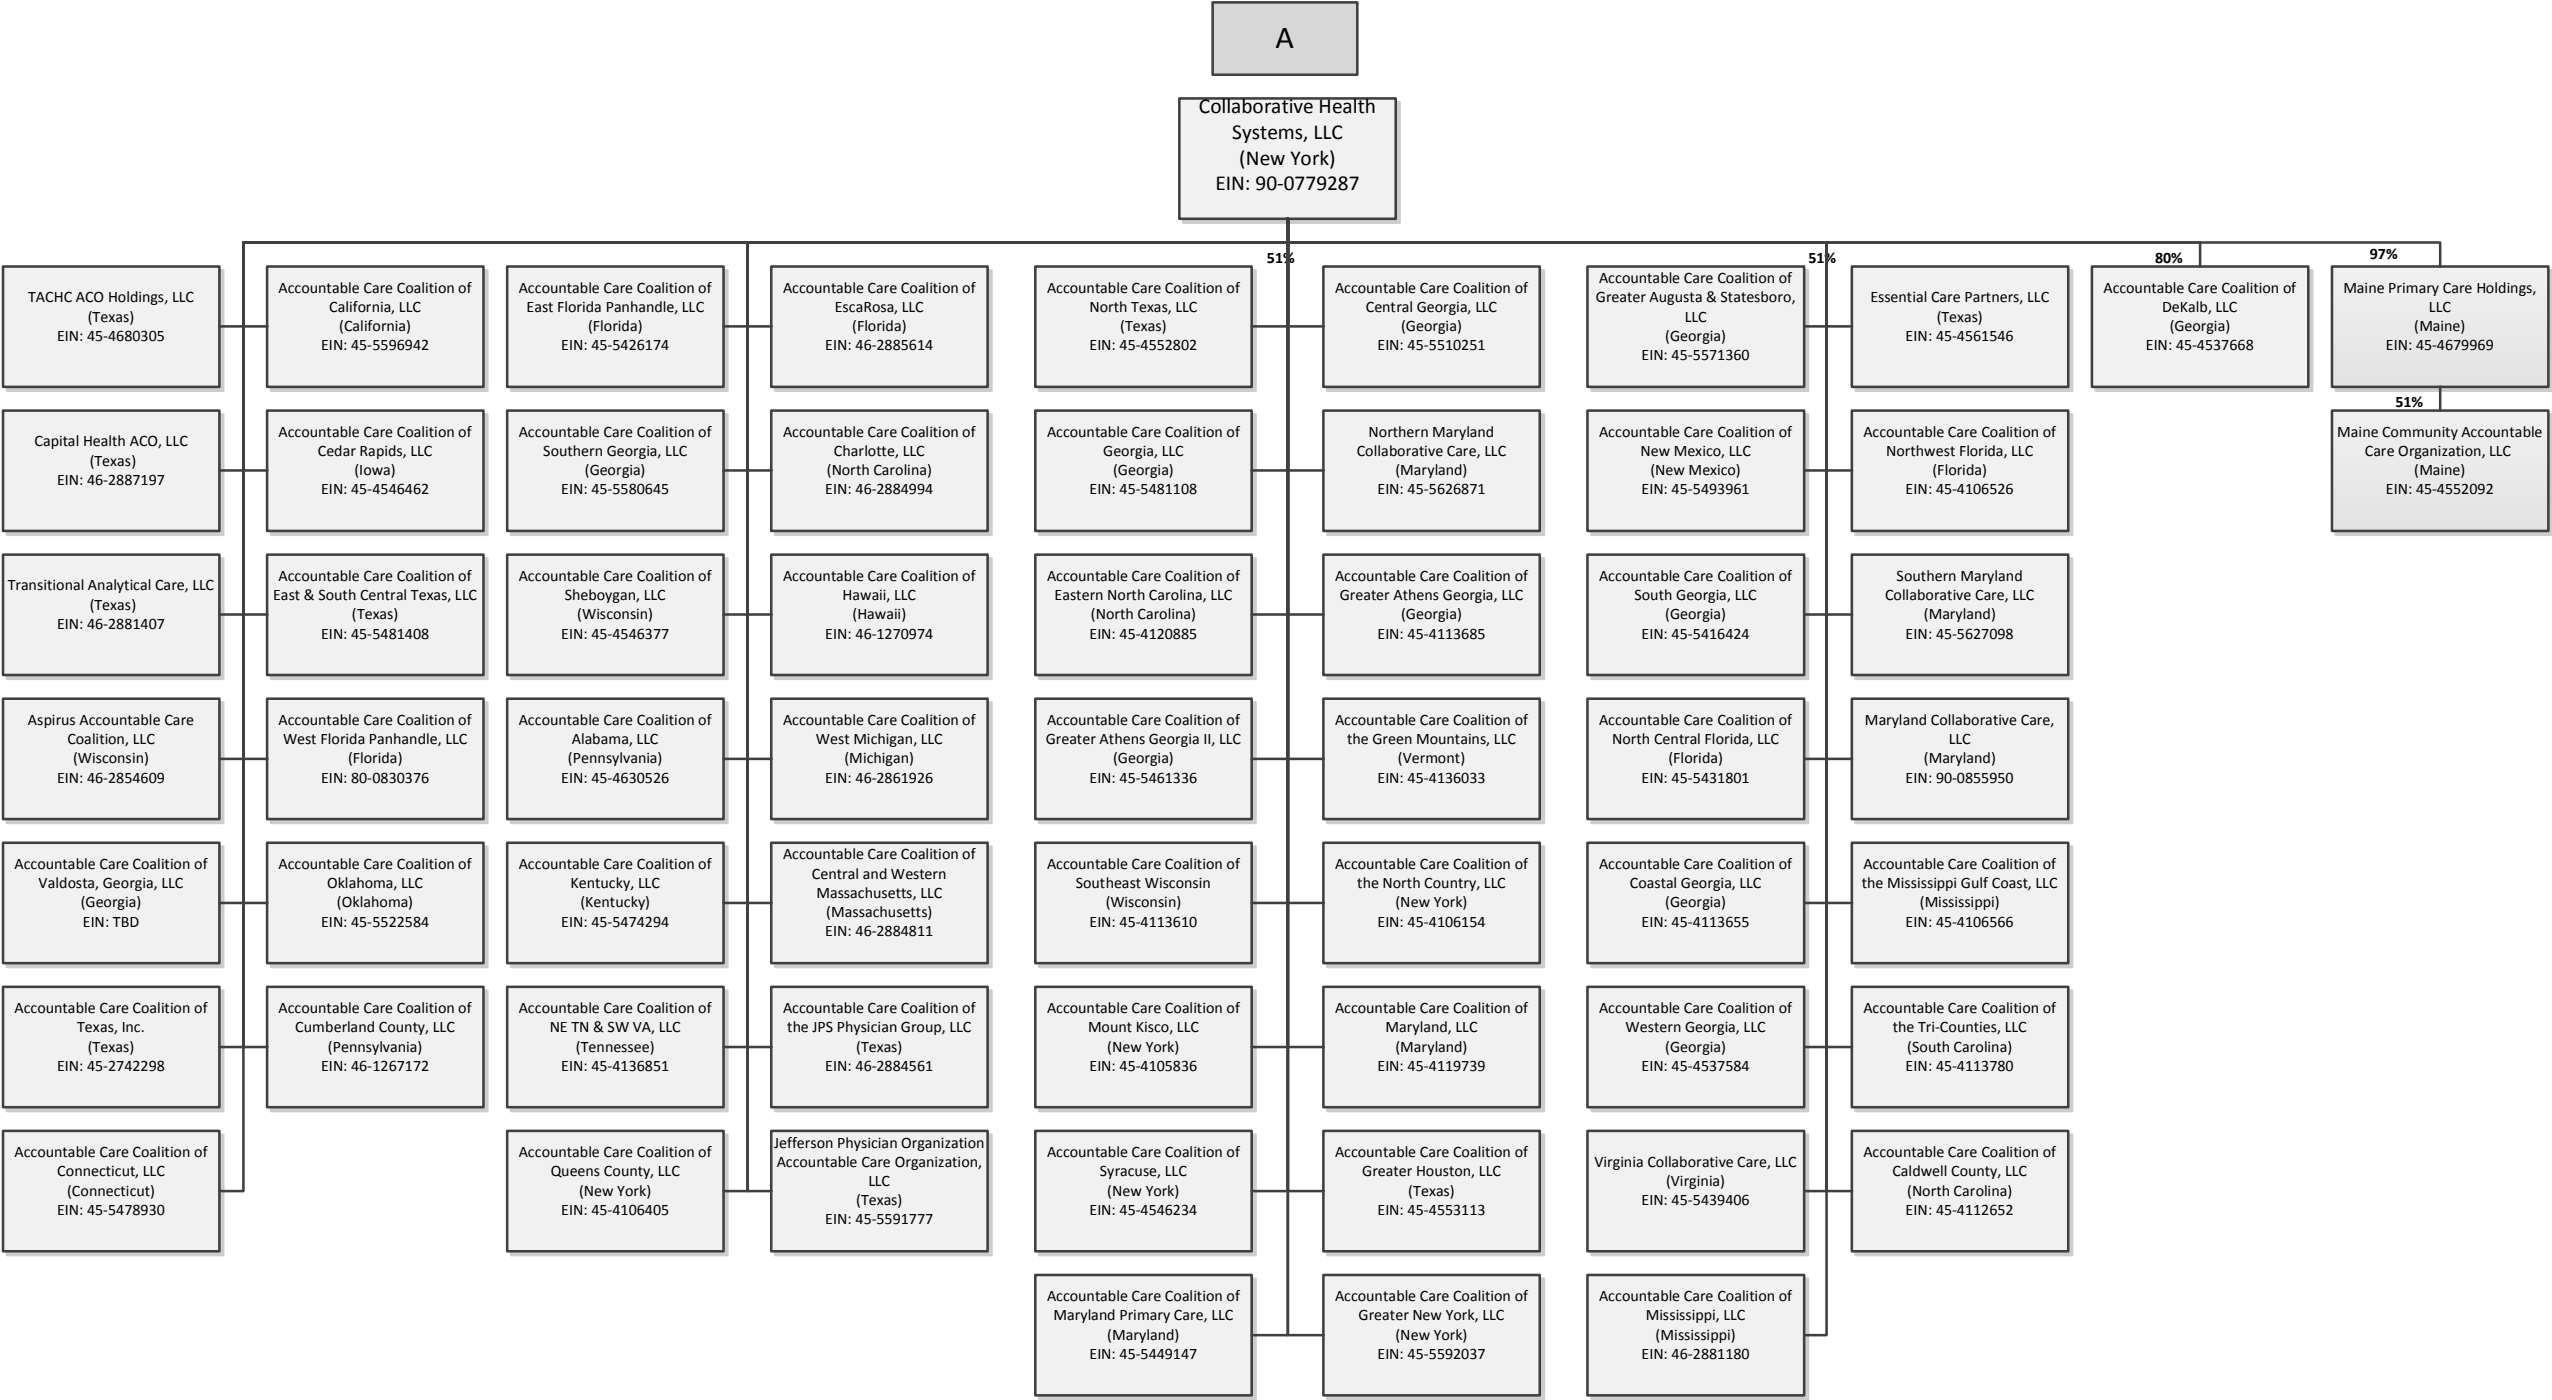 A
Collaborative Health
Systems, LLC
(New York)
EIN: 90-0779287
51%
51%
80%
97%
TACHC ACO Holdings, LLC
(Texas)
EIN: 45-4680305
Accountable Care Coalition of
California, LLC
(California)
EIN: 45-5596942
Accountable Care Coalition of
East Florida Panhandle, LLC
(Florida)
EIN: 45-5426174
Accountable Care Coalition of
EscaRosa, LLC
(Florida)
EIN: 46-2885614
Accountable Care Coalition of
North Texas, LLC
(Texas)
EIN: 45-4552802
Accountable Care Coalition of
Central Georgia, LLC
(Georgia)
EIN: 45-5510251
Accountable Care Coalition of
Greater Augusta & Statesboro,
LLC
(Georgia)
EIN: 45-5571360
Essential Care Partners, LLC
(Texas)
EIN: 45-4561546
Accountable Care Coalition of
DeKalb, LLC
(Georgia)
EIN: 45-4537668
Maine Primary Care Holdings,
LLC
(Maine)
EIN: 45-4679969
51%
Capital Health ACO, LLC
(Texas)
EIN: 46-2887197
Accountable Care Coalition of
Cedar Rapids, LLC
(Iowa)
EIN: 45-4546462
Accountable Care Coalition of
Southern Georgia, LLC
(Georgia)
EIN: 45-5580645
Accountable Care Coalition of
Charlotte, LLC
(North Carolina)
EIN: 46-2884994
Accountable Care Coalition of
Georgia, LLC
(Georgia)
EIN: 45-5481108
Northern Maryland
Collaborative Care, LLC
(Maryland)
EIN: 45-5626871
Accountable Care Coalition of
New Mexico, LLC
(New Mexico)
EIN: 45-5493961
Accountable Care Coalition of
Northwest Florida, LLC
(Florida)
EIN: 45-4106526
Maine Community Accountable
Care Organization, LLC
(Maine)
EIN: 45-4552092
Transitional Analytical Care, LLC
(Texas)
EIN: 46-2881407
Accountable Care Coalition of
East & South Central Texas, LLC
(Texas)
EIN: 45-5481408
Accountable Care Coalition of
Sheboygan, LLC
(Wisconsin)
EIN: 45-4546377
Accountable Care Coalition of
Hawaii, LLC
(Hawaii)
EIN: 46-1270974
Accountable Care Coalition of
Eastern North Carolina, LLC
(North Carolina)
EIN: 45-4120885
Accountable Care Coalition of
Greater Athens Georgia, LLC
(Georgia)
EIN: 45-4113685
Accountable Care Coalition of
South Georgia, LLC
(Georgia)
EIN: 45-5416424
Southern Maryland
Collaborative Care, LLC
(Maryland)
EIN: 45-5627098
Aspirus Accountable Care
Coalition, LLC
(Wisconsin)
EIN: 46-2854609
Accountable Care Coalition of
West Florida Panhandle, LLC
(Florida)
EIN: 80-0830376
Accountable Care Coalition of
Alabama, LLC
(Pennsylvania)
EIN: 45-4630526
Accountable Care Coalition of
West Michigan, LLC
(Michigan)
EIN: 46-2861926
Accountable Care Coalition of
Greater Athens Georgia II, LLC
(Georgia)
EIN: 45-5461336
Accountable Care Coalition of
the Green Mountains, LLC
(Vermont)
EIN: 45-4136033
Accountable Care Coalition of
North Central Florida, LLC
(Florida)
EIN: 45-5431801
Maryland Collaborative Care,
LLC
(Maryland)
EIN: 90-0855950
Accountable Care Coalition of
Valdosta, Georgia, LLC
(Georgia)
EIN: TBD
Accountable Care Coalition of
Oklahoma, LLC
(Oklahoma)
EIN: 45-5522584
Accountable Care Coalition of
Kentucky, LLC
(Kentucky)
EIN: 45-5474294
Accountable Care Coalition of
Central and Western
Massachusetts, LLC
(Massachusetts)
EIN: 46-2884811
Accountable Care Coalition of
Southeast Wisconsin
(Wisconsin)
EIN: 45-4113610
Accountable Care Coalition of
the North Country, LLC
(New York)
EIN: 45-4106154
Accountable Care Coalition of
Coastal Georgia, LLC
(Georgia)
EIN: 45-4113655
Accountable Care Coalition of
the Mississippi Gulf Coast, LLC
(Mississippi)
EIN: 45-4106566
Accountable Care Coalition of
Texas, Inc.
(Texas)
EIN: 45-2742298
Accountable Care Coalition of
Cumberland County, LLC
(Pennsylvania)
EIN: 46-1267172
Accountable Care Coalition of
NE TN & SW VA, LLC
(Tennessee)
EIN: 45-4136851
Accountable Care Coalition of
the JPS Physician Group, LLC
(Texas)
EIN: 46-2884561
Accountable Care Coalition of
Mount Kisco, LLC
(New York)
EIN: 45-4105836
Accountable Care Coalition of
Maryland, LLC
(Maryland)
EIN: 45-4119739
Accountable Care Coalition of
Western Georgia, LLC
(Georgia)
EIN: 45-4537584
Accountable Care Coalition of
the Tri-Counties, LLC
(South Carolina)
EIN: 45-4113780
Accountable Care Coalition of
Connecticut, LLC
(Connecticut)
EIN: 45-5478930
Accountable Care Coalition of
Queens County, LLC
(New York)
EIN: 45-4106405
Jefferson Physician Organization
Accountable Care Organization,
LLC
(Texas)
EIN: 45-5591777
Accountable Care Coalition of
Syracuse, LLC
(New York)
EIN: 45-4546234
Accountable Care Coalition of
Greater Houston, LLC
(Texas)
EIN: 45-4553113
Virginia Collaborative Care, LLC
(Virginia)
EIN: 45-5439406
Accountable Care Coalition of
Caldwell County, LLC
(North Carolina)
EIN: 45-4112652
Accountable Care Coalition of
Maryland Primary Care, LLC
(Maryland)
EIN: 45-5449147
Accountable Care Coalition of
Greater New York, LLC
(New York)
EIN: 45-5592037
Accountable Care Coalition of
Mississippi, LLC
(Mississippi)
EIN: 46-2881180